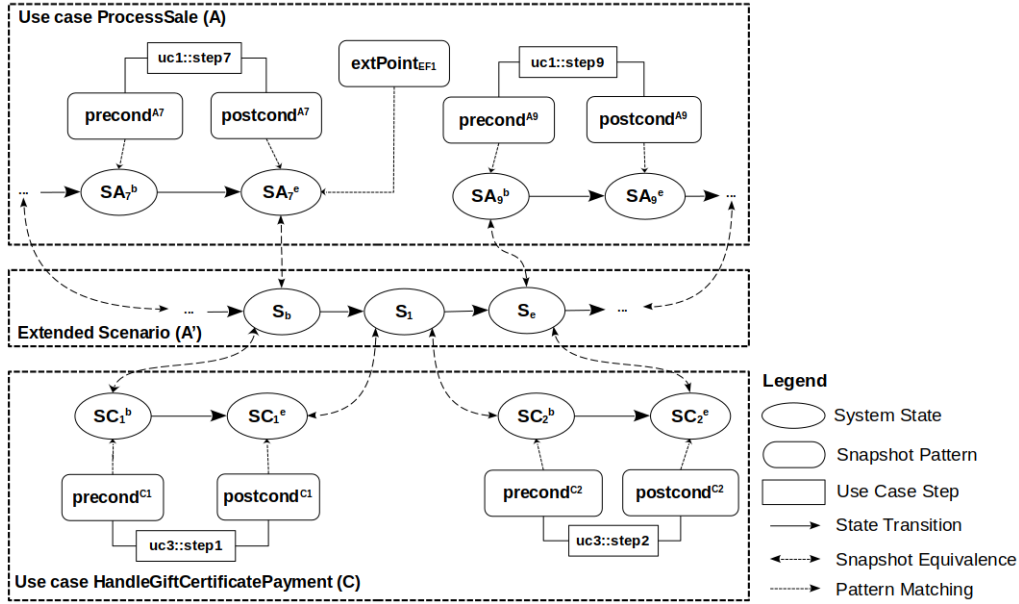 Use case ProcessSale (A)
uc1::step7
extPointEF1
uc1::step9
precondA7
postcondA7
precondA9
postcondA9
...
SA7b
SA7e
SA9b
SA9e
...
...
Sb
S1
Se
...
Extended Scenario (A’)
SC1b
SC1e
SC2b
SC2e
precondC1
postcondC1
precondC2
postcondC2
uc3::step1
uc3::step2
Use case HandleGiftCertificatePayment (C)
Legend
System State
Snapshot Pattern
Use Case Step
State Transition
Snapshot Equivalence
Pattern Matching